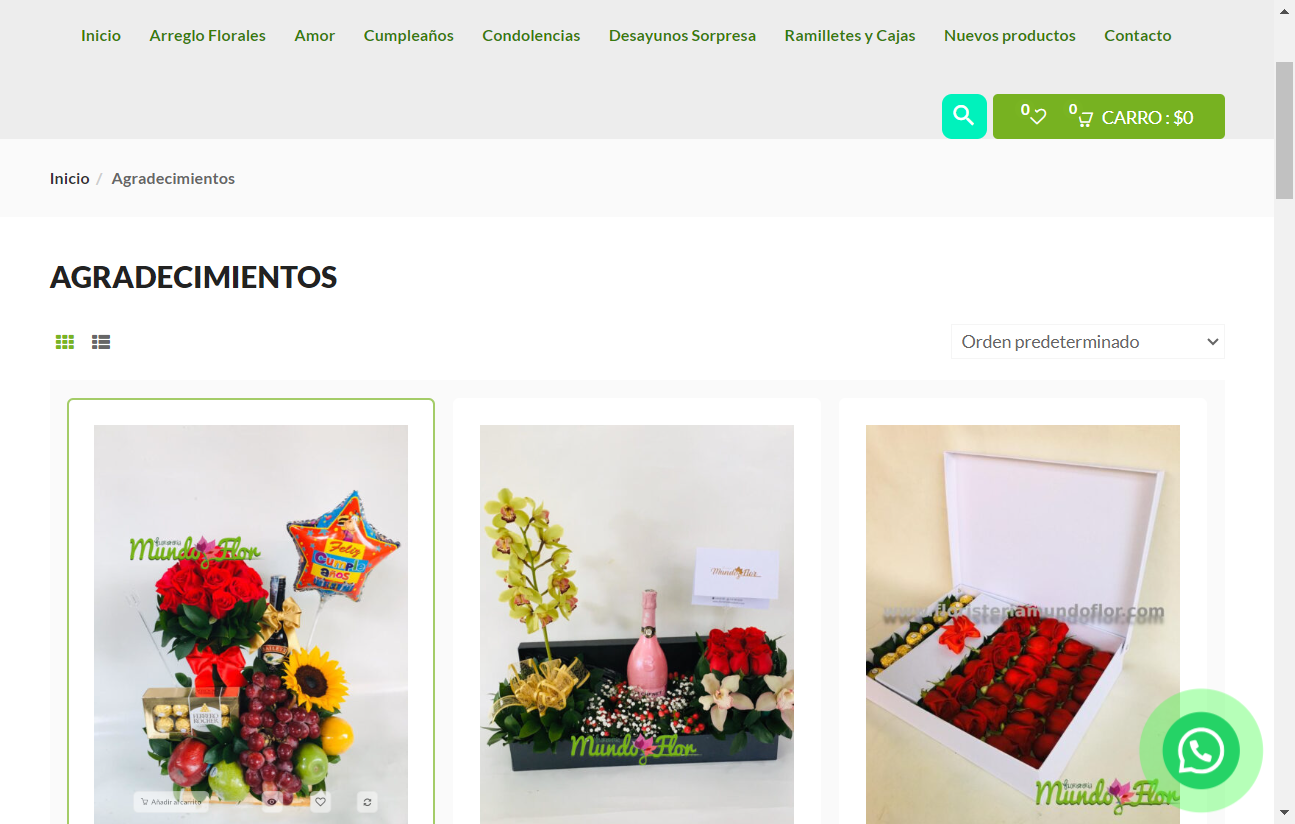 Inicio Arreglo Florales Amor Cumpleaños Condolencias Desayunos Sorpresa Ramilletes y Cajas Nuevos productos Contacto
0 0 CARRO : $0
Inicio / Agradecimientos
AGRADECIMIENTOS
Orden predeterminado
Mundo Flor
Feliz
Cumple
años
FERRERO
ROCHER
Añadir al carrito
Mundo Flor
Mundo Flor
www.floristeriamundoflor.com
Mundo Flor